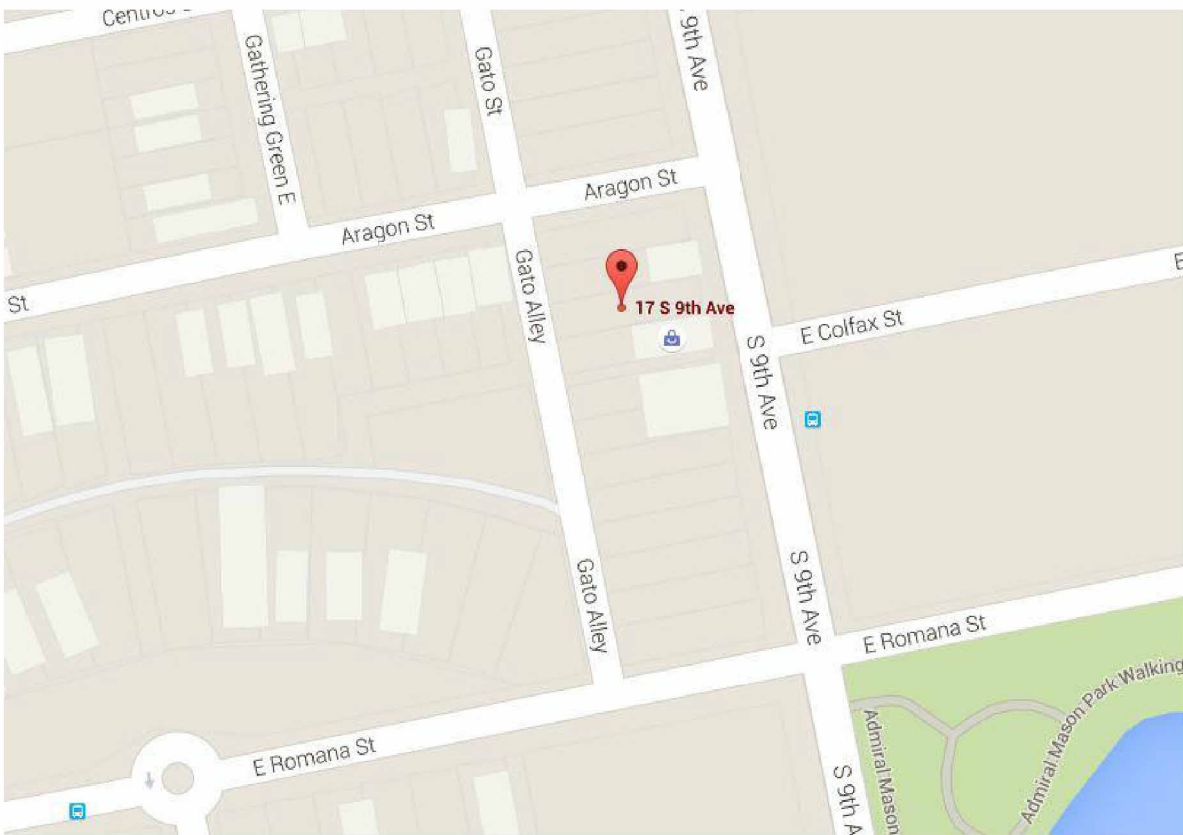 Centros
Gathering Green E
Gato St
9th Ave
Aragon St
Aragon St
St
Gato Alley
17 S 9th Ave
E Colfax St
E
S 9th Ave
Gato Alley
S 9th Ave
E Romana St
E Romana St
Admiral Mason Park Walking
Admiral Mason
S 9th A